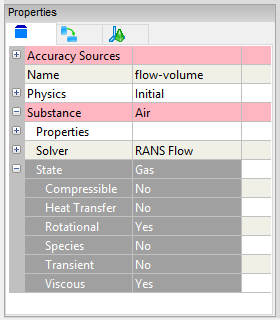 Properties
Accuracy Sources
Name flow-volume
Physics Initial
Substance Air
Properties
Solver RANS Flow
State Gas
Compressible No
Heat Transfer No
Rotational Yes
Species No
Transient No
Viscous Yes